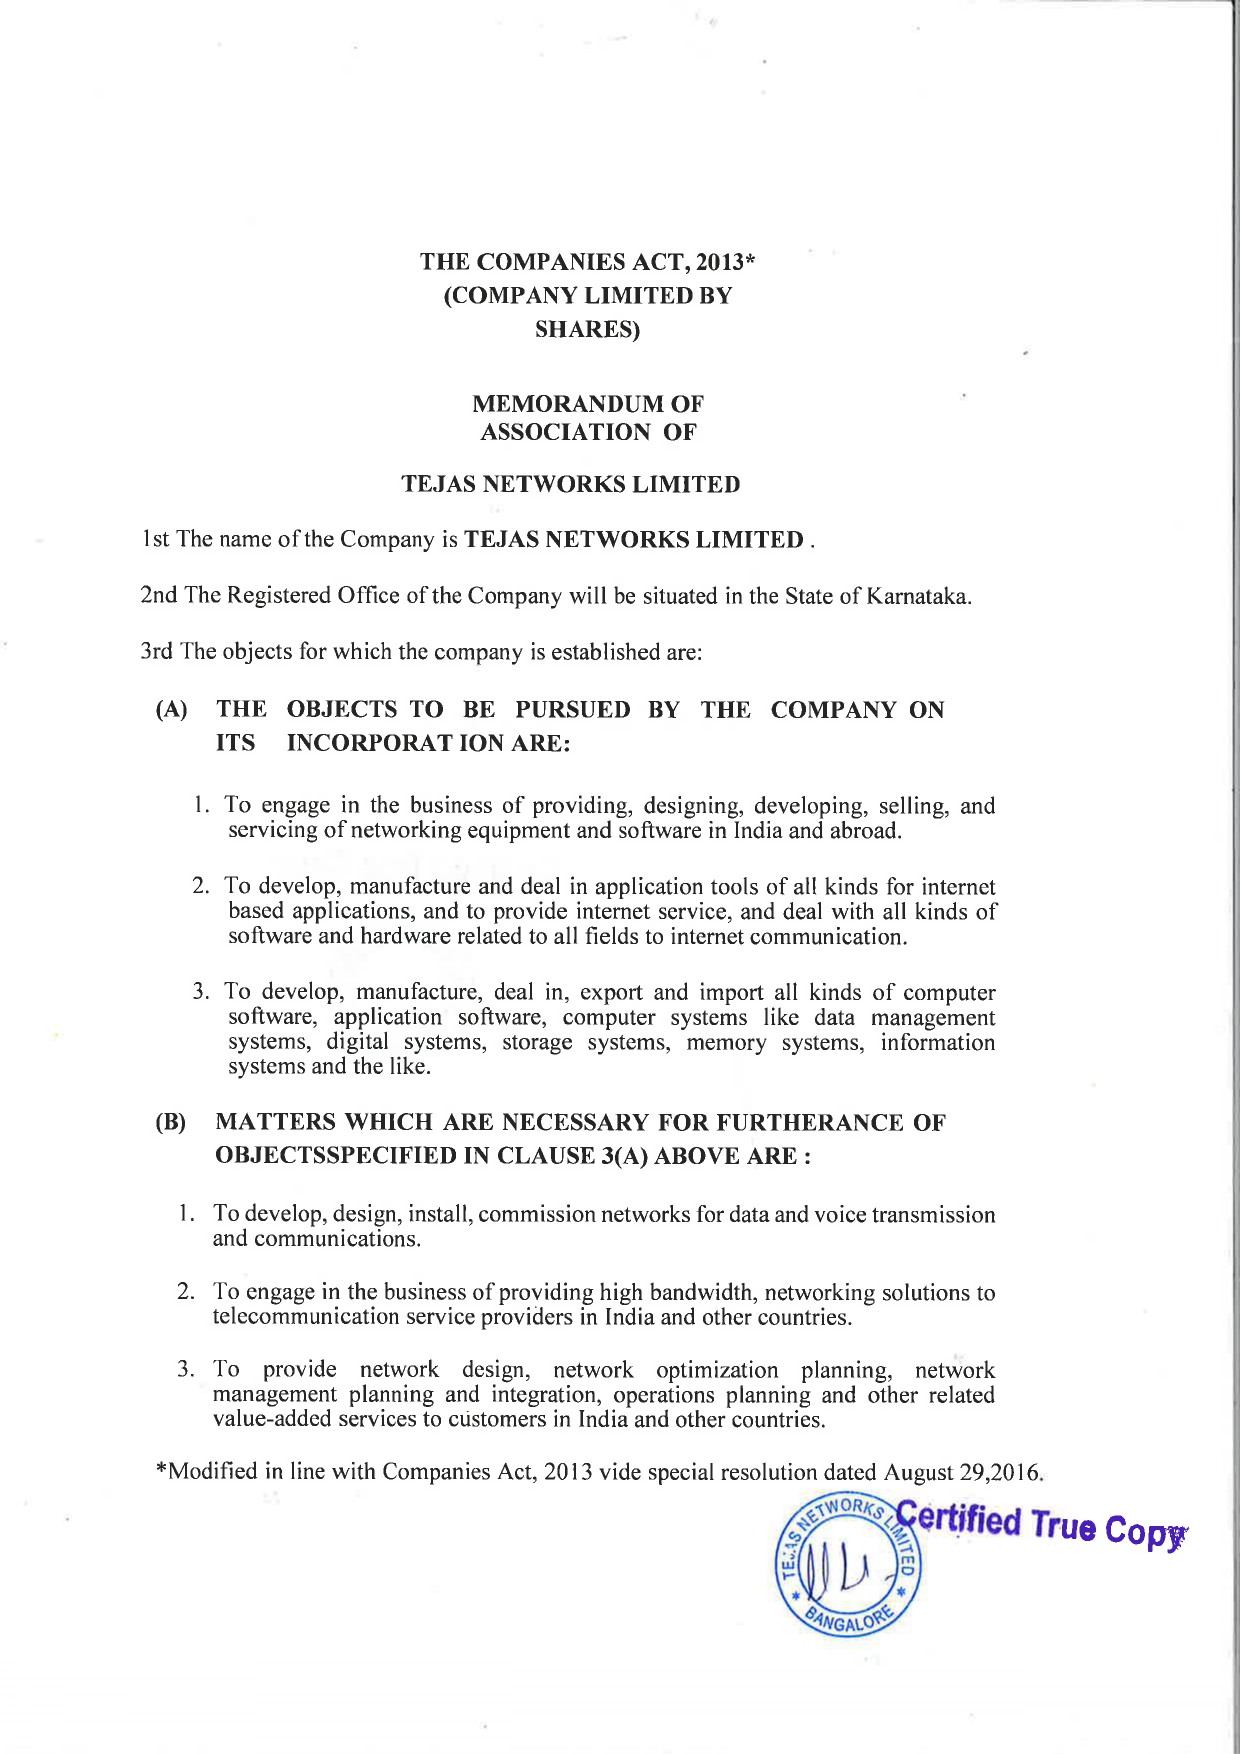 THE COMPANIES ACT, 2013*
(COMPANY LIMITED BY
SHARES)
MEMORANDUM OF
ASSOCIATION OF
TEJAS NETWORKS LIMITED
1st The name of the Company is TEJAS NETWORKS LIMITED .
2nd The Registered Office of the Company will be situated in the State of Karnataka.
3rd The objects for which the company is established are:
(A) THE OBJECTS TO BE PURSUED BY THE COMPANY ON
ITS INCORPORAT ION ARE:
1. To engage in the business of providing, designing, developing, selling, and
servicing of networking equipment and software in India and abroad.
2. To develop, manufacture and deal in application tools of all kinds for internet
based applications, and to provide internet service, and deal with all kinds of
software and hardware related to all fields to internet communication.
3. To develop, manufacture, deal in, export and import all kinds of computer
software, application software, computer systems like data management
systems, digital systems, storage systems, memory systems, information
systems and the like.
(B) MATTERS WHICH ARE NECESSARY FOR FURTHERANCE OF
OBJECTSSPECIFIED IN CLAUSE 3(A) ABOVE ARE :
1. To develop, design, install, commission networks for data and voice transmission
and communications.
2. To engage in the business of providing high bandwidth, networking solutions to
telecommunication service providers in India and other countries.
3. To provide network design, network optimization planning, network
management planning and integration, operations planning and other related
value-added services to customers in India and other countries.
*Modified in line with Companies Act, 2013 vide special resolution dated August 29,2016.
Certified True Copy
TEJAS NETWORKS LIMITED
* BANGALORE *